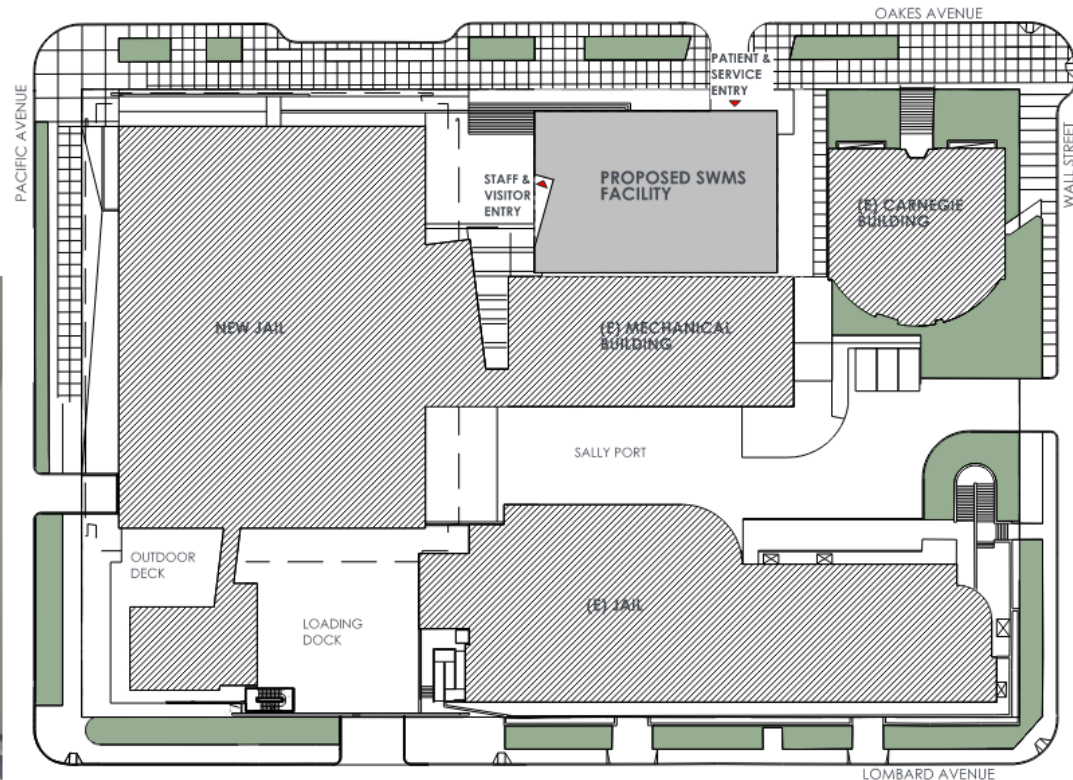 OAKES AVENUE
PATIENT &
SERVICE
ENTRY
PACIFIC AVENUE
WALL STREET
STAFF &
VISITOR
ENTRY
PROPOSED SWMS
FACILITY
(E) CARNEGIE
BUILDING
NEW JAIL
(E) MECHANICAL
BUILDING
SALLY PORT
OUTDOOR
DECK
LOADING
DOCK
(E) JAIL
LOMBARD AVENUE